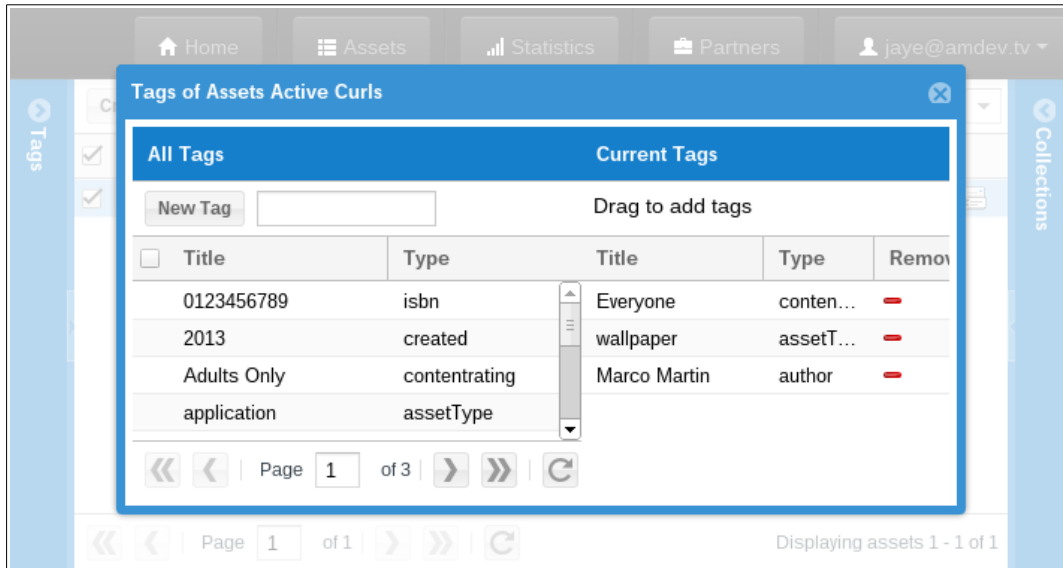 Home Assets Statistics Partners jaye@amdev.tv
Tags of Assets Active Curls
Tags
Collections
All Tags Current Tags
New Tag Drag to add tags
Title Type Title Type Remov
0123456789 isbn Everyone conten...
2013 created wallpaper assetT...
Adults Only contentrating Marco Martin author
application assetType
Page 1 of 3
Page 1 of 1 Displaying assets 1 - 1 of 1